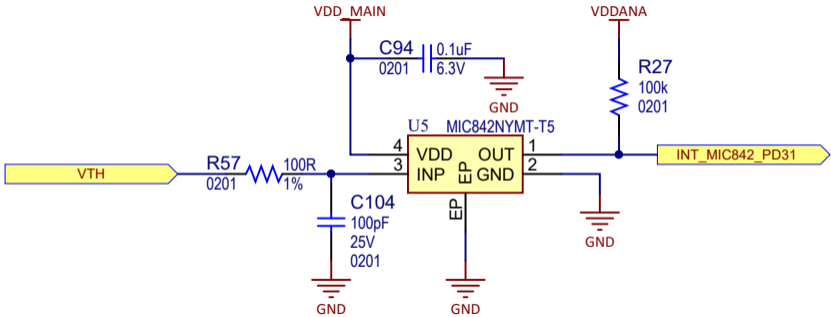 VDD_MAIN
VDDANA
C94
0.1uF
0201
6.3V
GND
R27
100k
0201
U5
MIC842NYMT-T5
4
VDD
OUT
1
3
INP
EP
GND
2
INT_MIC842_PD31
VTH
R57
100R
0201
1%
C104
100pF
25V
0201
EP
GND
GND
GND